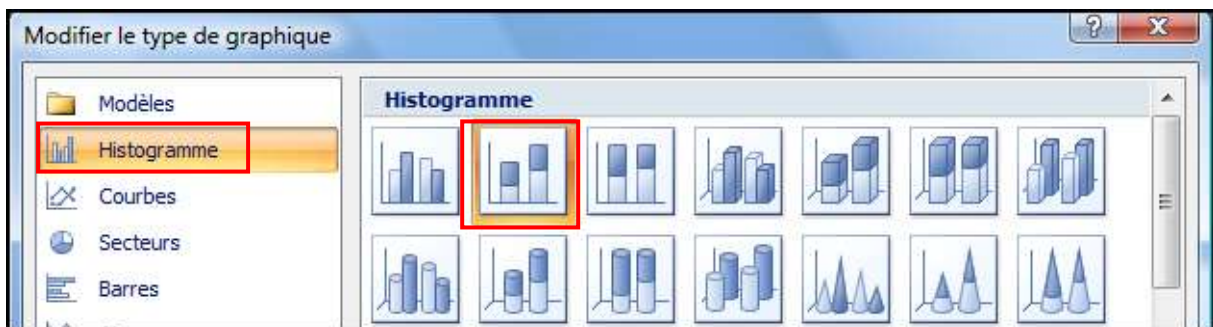 Modifier le type de graphique
Modèles
Histogramme
Courbes
Secteurs
Barres
Histogramme